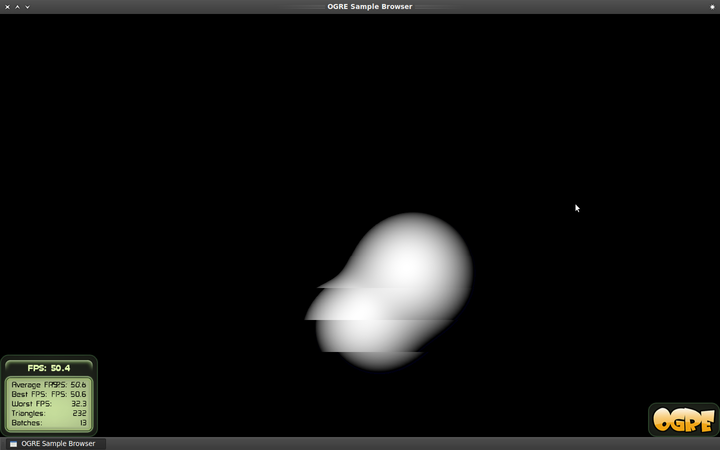 OGRE Sample Browser
FPS: 50.4
Average FPS: 50.6
Best FPS: FPS: 50.6
Worst FPS: 32.3
Triangles: 232
Batches: 13
OGRE
OGRE Sample Browser